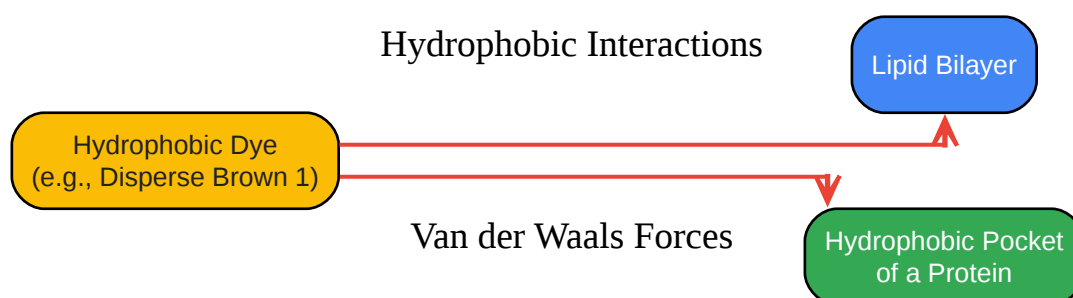 Hydrophobic Interactions
Lipid Bilayer
Hydrophobic Dye
(e.g., Disperse Brown 1)
Van der Waals Forces
Hydrophobic Pocket
of a Protein